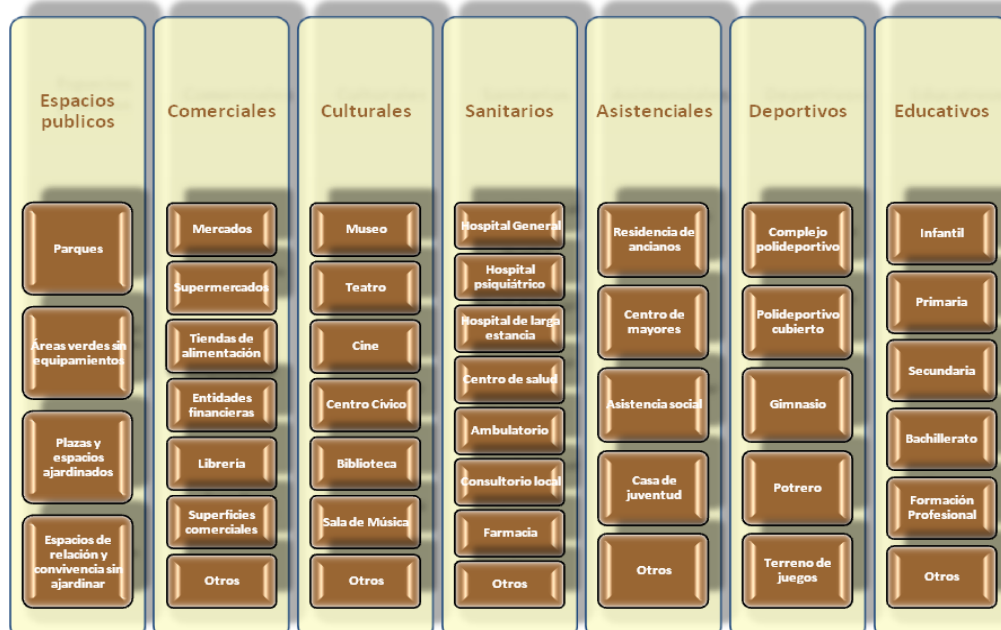 Espacios
publicos
Parques
Áreas verdes sin
equipamientos
Plazas y
espacios
ajardinados
Espacios de
relación y
convivencia sin
ajardinar
Comerciales
Mercados
Supermercados
Tiendas de
alimentación
Entidades
financieras
Libreria
Superficies
comerciales
Otros
Culturales
Museo
Teatro
Cine
Centro Civico
Biblioteca
Sala de Música
Otros
Sanitarios
Hospital General
Hospital
psiquiátrico
Hospital de larga
estancia
Centro de salud
Ambulatorio
Consultorio local
Farmacia
Otros
Asistenciales
Residencia de
ancianos
Centro de
mayores
Asistencia social
Casa de
juventud
Otros
Deportivos
Complejo
polideportivo
Polideportivo
cubierto
Gimnasio
Potrero
Terreno de
juegos
Educativos
Infantil
Primaria
Secundaria
Bachillerato
Formación
Profesional
Otros